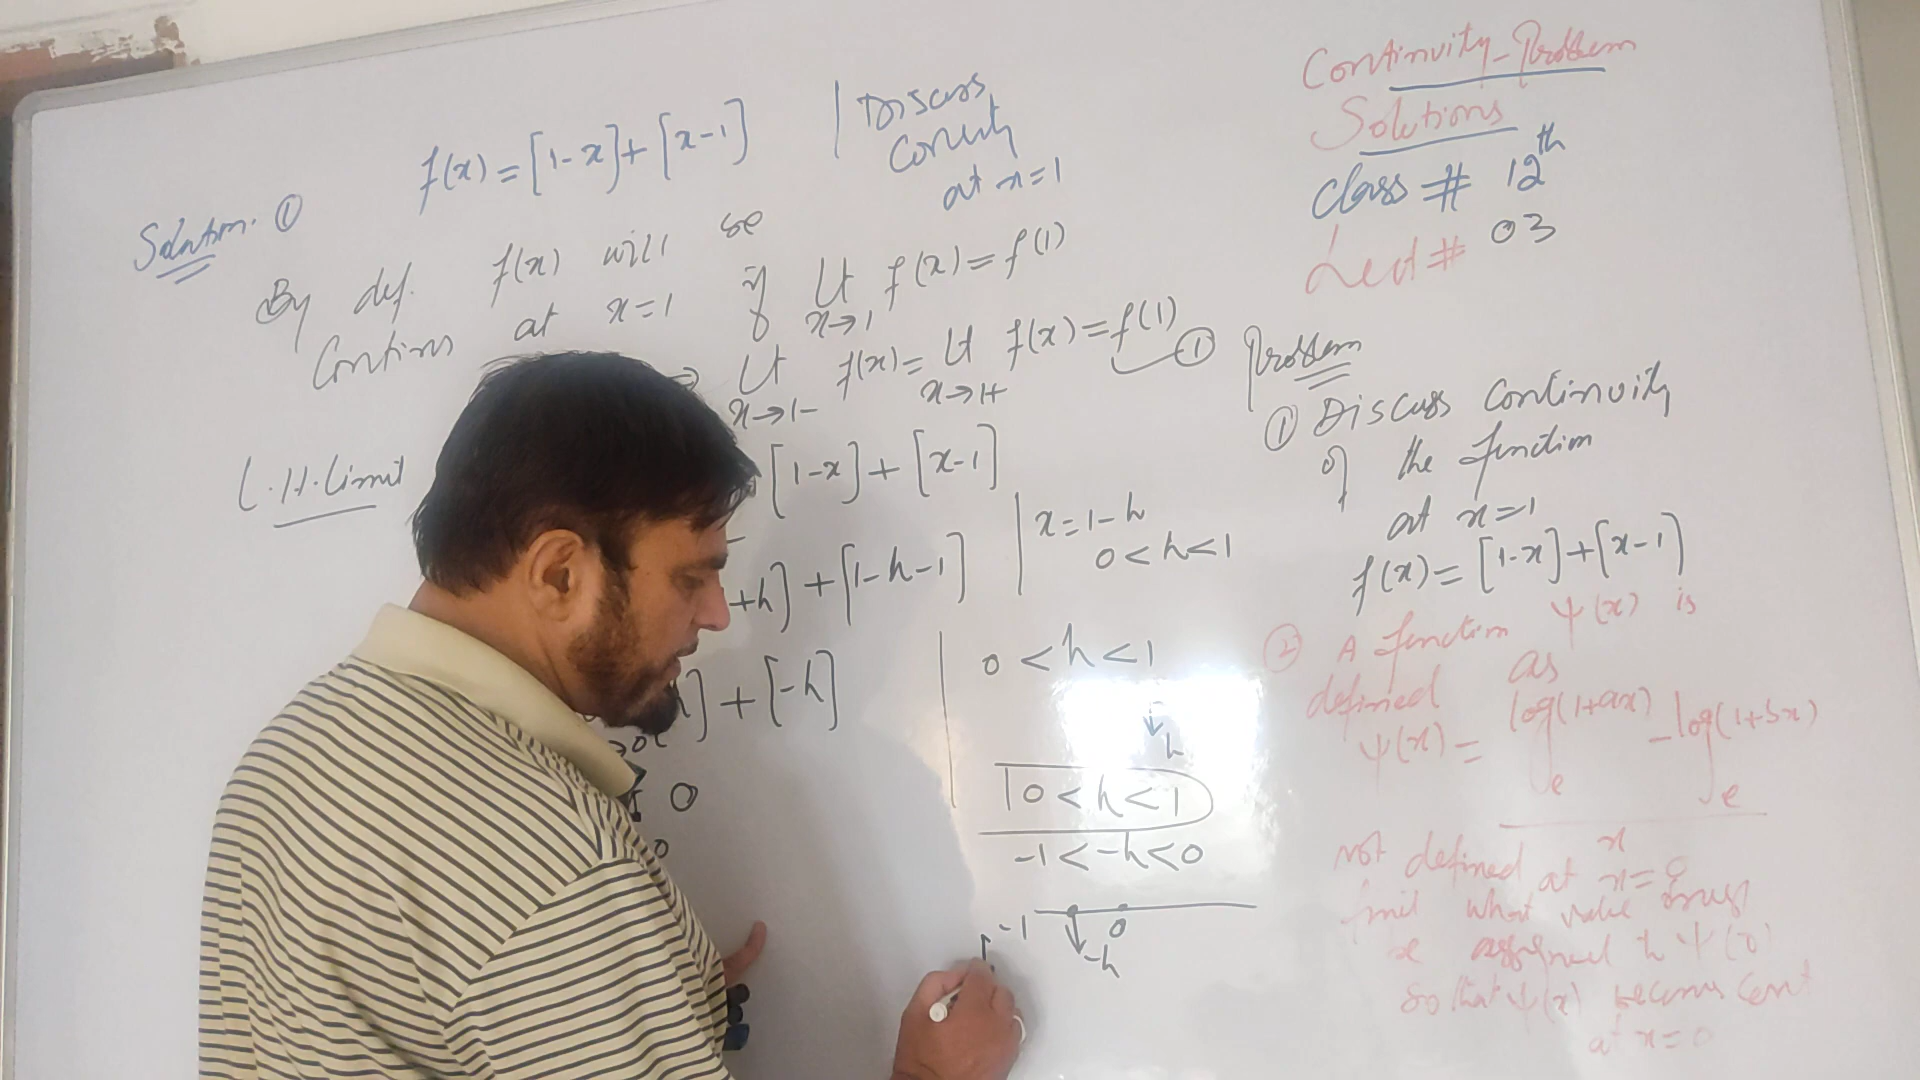 Continuity-Problem
Solutions
Class # 12th
Lect # 03
f(x) = [1-x] + [x-1]
Discuss
at x=1
Solution. ①
By def. f(x) will be
at x=1 if Lt f(x) = f(1)
x→1
⇒ Lt f(x) = Lt f(x) = f(1) ①
x→1- x→1+
L.H.Limit
[1-x] + [x-1]
x = 1-h
0<h<1
+h] + [1-h-1]
] + [-h]
0
0
0<h<1
h
0<h<1
-1<-h<0
-1 0
-h
Problem
① Discuss Continuity
of the function
at x=1
f(x) = [1-x] + [x-1]
② A function ψ(x) is
defined as
ψ(x) = log(1+ax) - log(1+bx)
e e
x
Not defined at x=0
what value must
be assigned to ψ(0)
so that ψ(x) becomes cont
at x=0